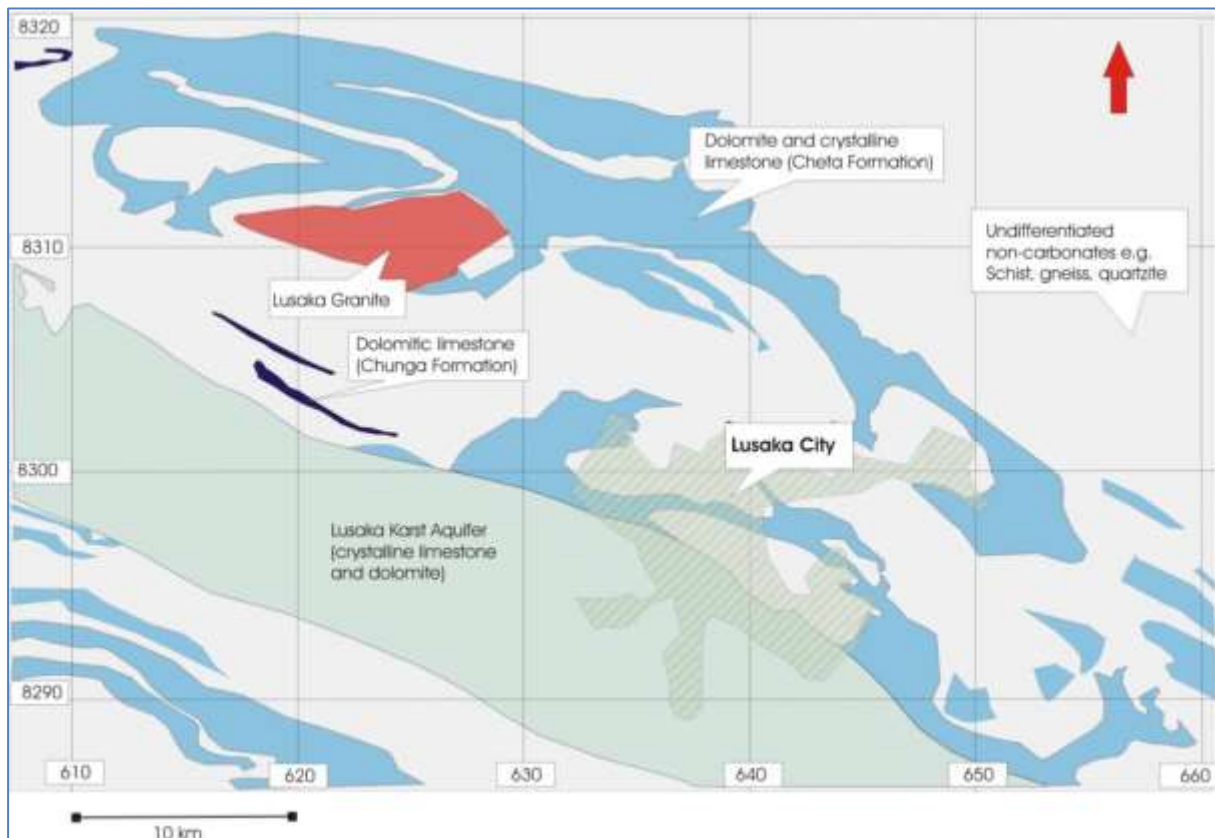 8320
Dolomite and crystalline
limestone (Cheta Formation)
Undifferentiated
non-carbonates e.g.
Schist, gneiss, quartzite
8310
Lusaka Granite
Dolomitic limestone
(Chunga Formation)
Lusaka City
8300
Lusaka Karst Aquifer
(crystalline limestone
and dolomite)
8290
610
620
630
640
650
660
10 km